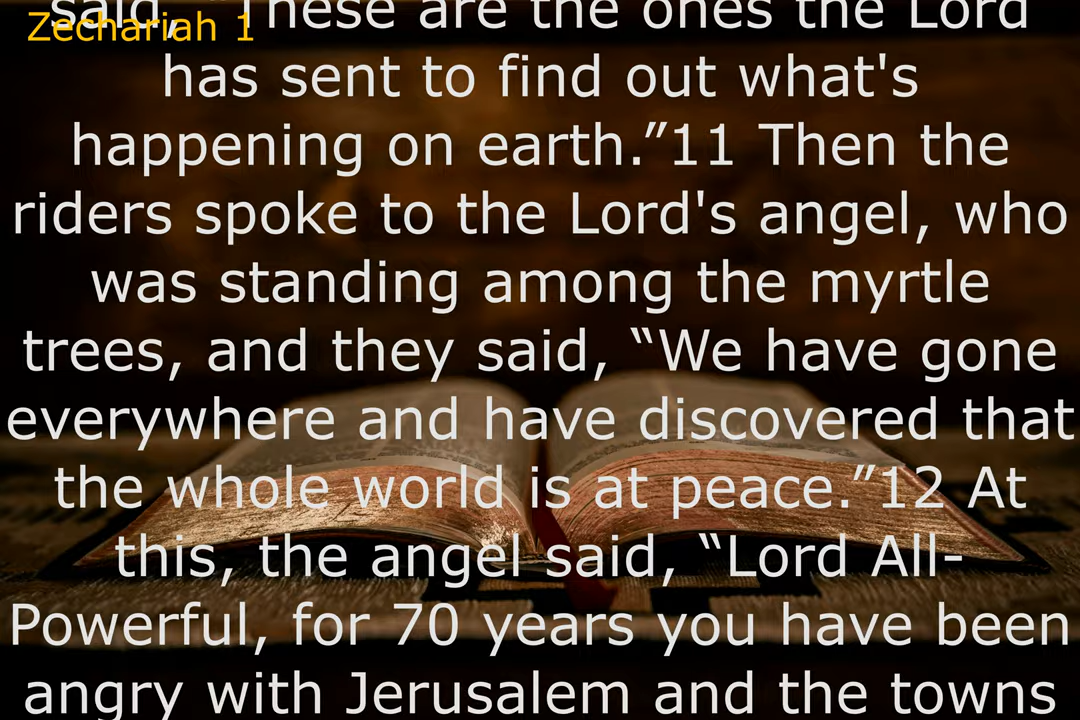 said, "These are the ones the Lord
Zechariah 1
has sent to find out what's
happening on earth.”11 Then the
riders spoke to the Lord's angel, who
was standing among the myrtle
trees, and they said, “We have gone
everywhere and have discovered that
the whole world is at peace.”12 At
this, the angel said, “Lord All-
Powerful, for 70 years you have been
angry with Jerusalem and the towns